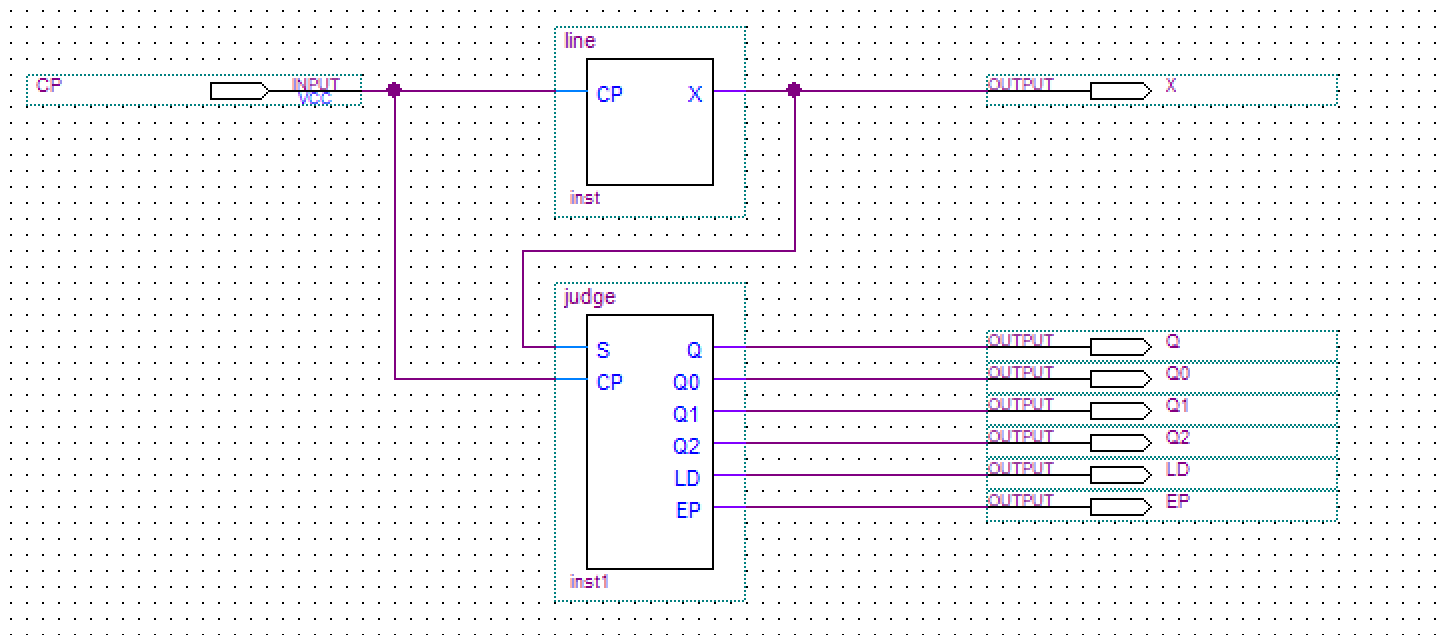 line
CP INPUT VCC
CP X
OUTPUT X
inst
judge
S Q
CP Q0
Q1
Q2
LD
EP
inst1
OUTPUT Q
OUTPUT Q0
OUTPUT Q1
OUTPUT Q2
OUTPUT LD
OUTPUT EP